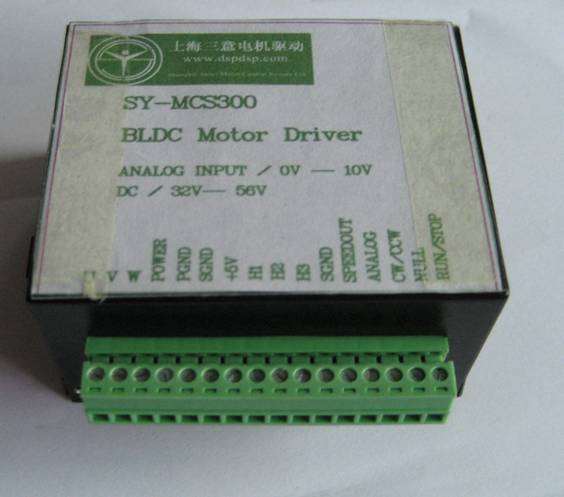 上海三意电机驱动
www.dspdsp.com
SY-MCS300
BLDC Motor Driver
ANALOG INPUT / 0V — 10V
DC / 32V— 56V
U
V
W
POWER
PGND
SGND
+5V
H1
H2
H3
SGND
SPEEDOUT
ANALOG
CW/CCW
NULL
RUN/STOP